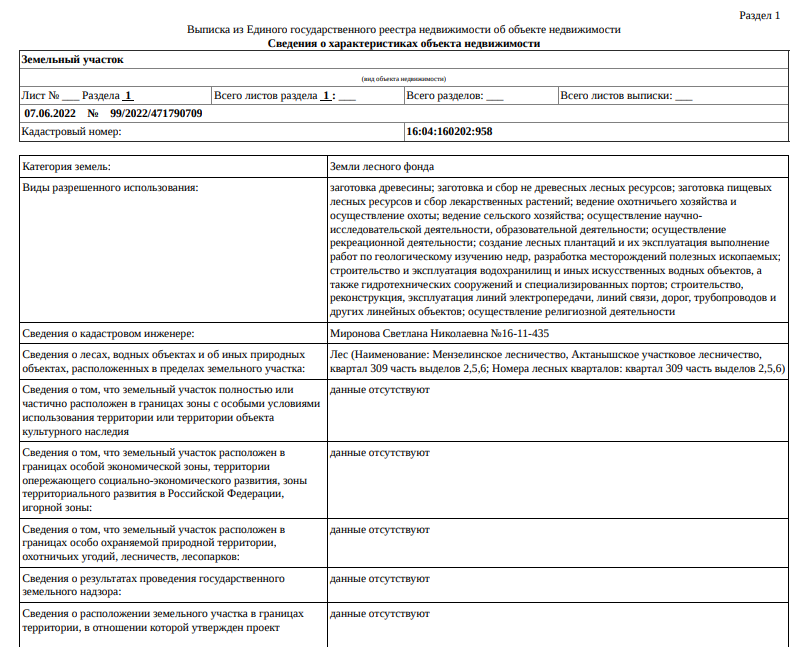 Раздел 1
Выписка из Единого государственного реестра недвижимости об объекте недвижимости
Сведения о характеристиках объекта недвижимости
Земельный участок
(вид объекта недвижимости)
Лист № ___ Раздела 1 Всего листов раздела 1 : ___ Всего разделов: ___ Всего листов выписки: ___
07.06.2022 № 99/2022/471790709
Кадастровый номер: 16:04:160202:958
Категория земель: Земли лесного фонда
Виды разрешенного использования: заготовка древесины; заготовка и сбор не древесных лесных ресурсов; заготовка пищевых
лесных ресурсов и сбор лекарственных растений; ведение охотничьего хозяйства и
осуществление охоты; ведение сельского хозяйства; осуществление научно-
исследовательской деятельности, образовательной деятельности; осуществление
рекреационной деятельности; создание лесных плантаций и их эксплуатация выполнение
работ по геологическому изучению недр, разработка месторождений полезных ископаемых;
строительство и эксплуатация водохранилищ и иных искусственных водных объектов, а
также гидротехнических сооружений и специализированных портов; строительство,
реконструкция, эксплуатация линий электропередачи, линий связи, дорог, трубопроводов и
других линейных объектов; осуществление религиозной деятельности
Сведения о кадастровом инженере: Миронова Светлана Николаевна №16-11-435
Сведения о лесах, водных объектах и об иных природных
объектах, расположенных в пределах земельного участка:
Лес (Наименование: Мензелинское лесничество, Актанышское участковое лесничество,
квартал 309 часть выделов 2,5,6; Номера лесных кварталов: квартал 309 часть выделов 2,5,6)
Сведения о том, что земельный участок полностью или
частично расположен в границах зоны с особыми условиями
использования территории или территории объекта
культурного наследия
данные отсутствуют
Сведения о том, что земельный участок расположен в
границах особой экономической зоны, территории
опережающего социально-экономического развития, зоны
территориального развития в Российской Федерации,
игорной зоны:
данные отсутствуют
Сведения о том, что земельный участок расположен в
границах особо охраняемой природной территории,
охотничьих угодий, лесничеств, лесопарков:
данные отсутствуют
Сведения о результатах проведения государственного
земельного надзора:
данные отсутствуют
Сведения о расположении земельного участка в границах
территории, в отношении которой утвержден проект
данные отсутствуют